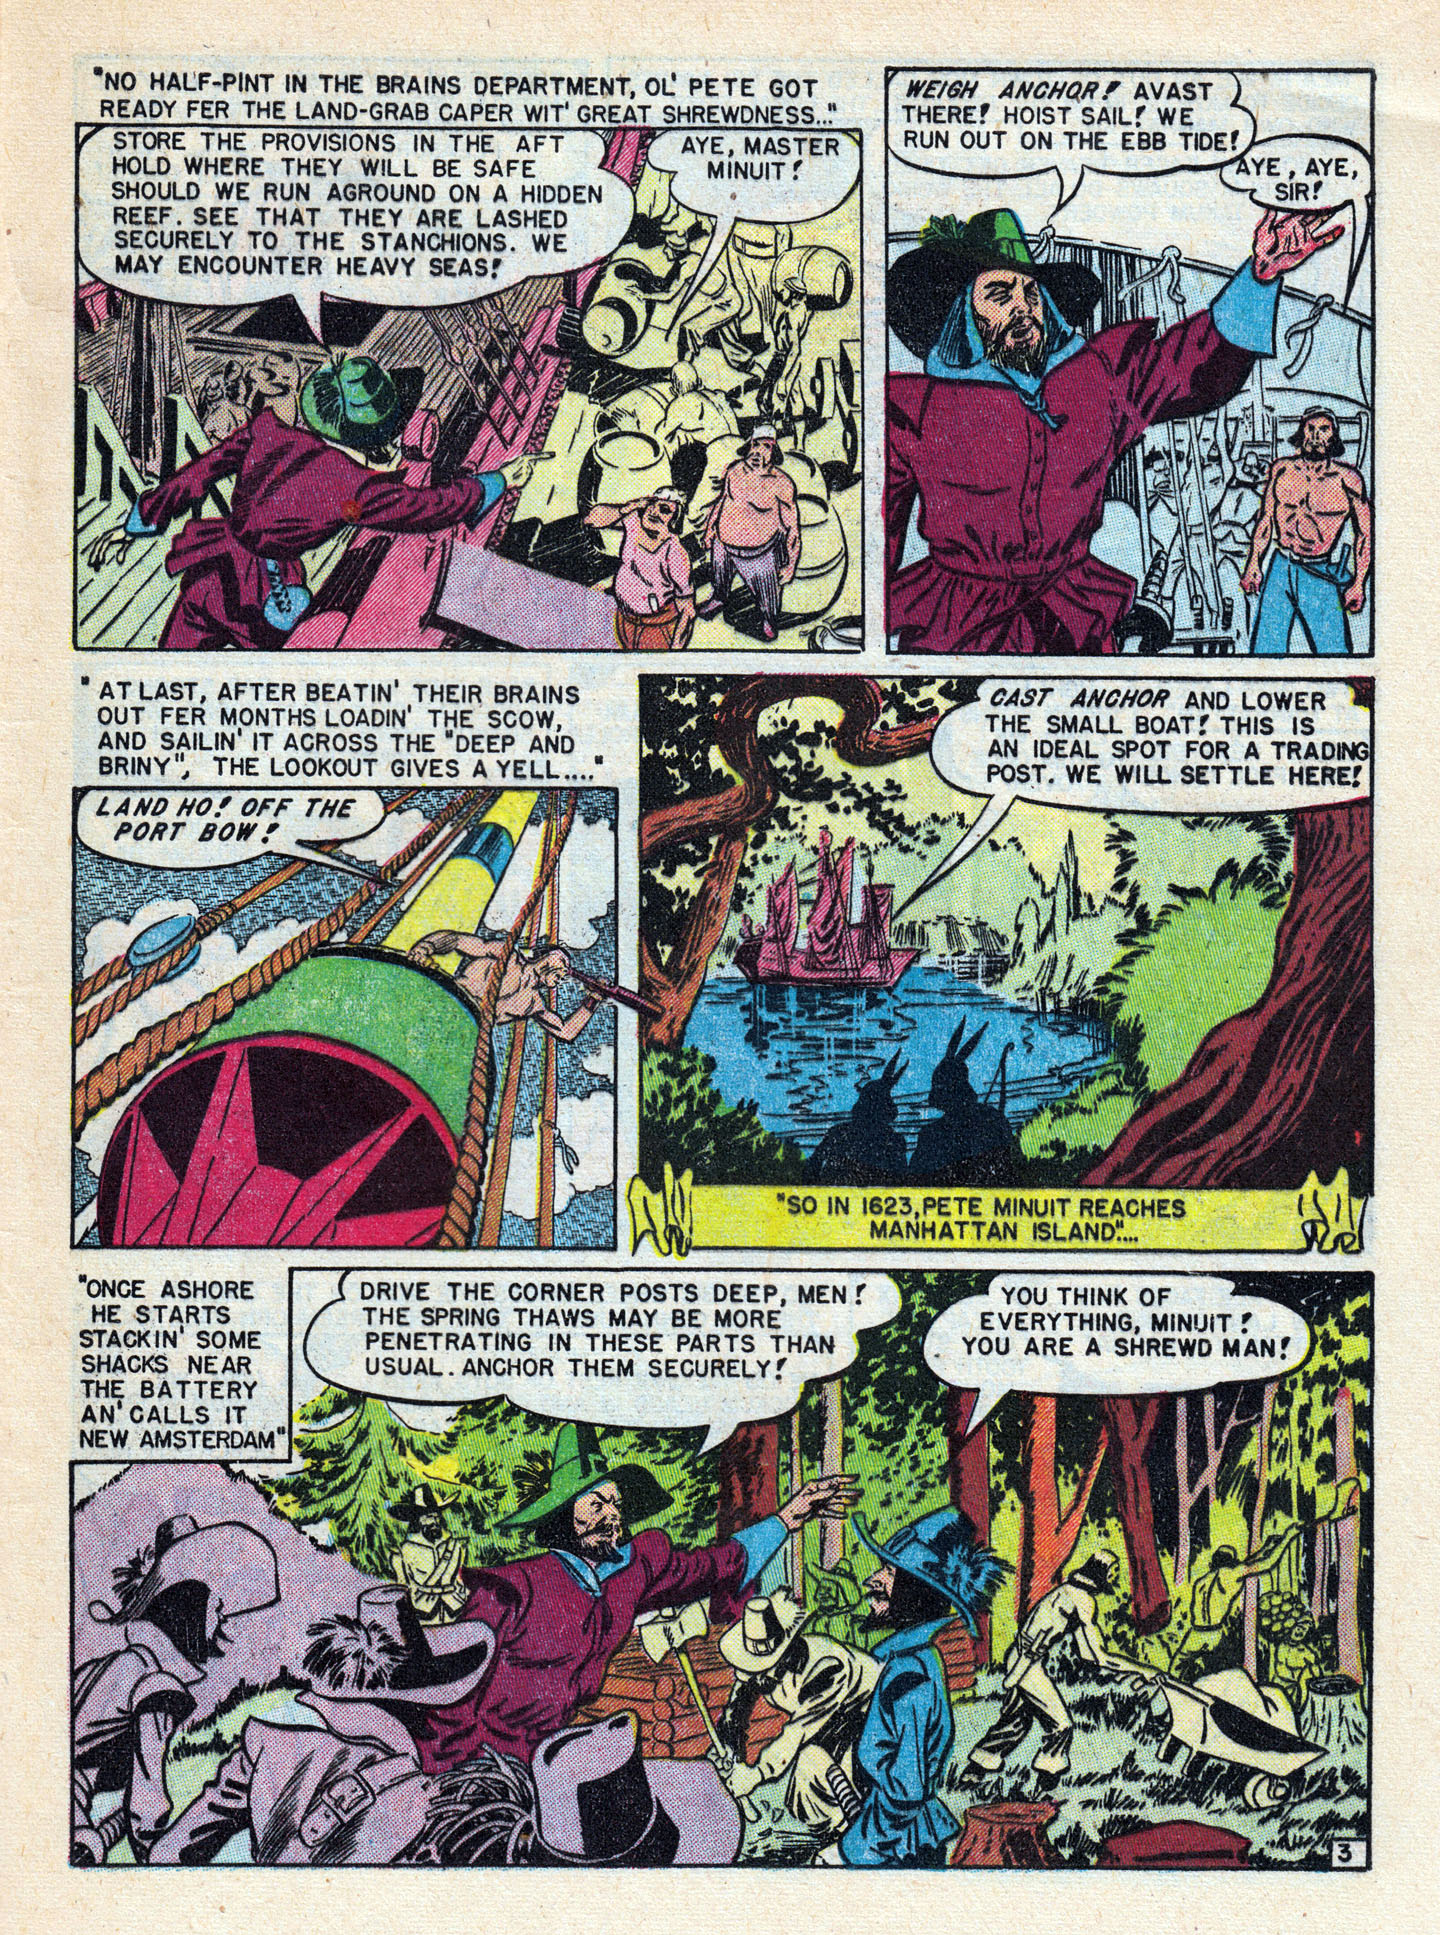 "NO HALF-PINT IN THE BRAINS DEPARTMENT, OL' PETE GOT
READY FER THE LAND-GRAB CAPER WIT' GREAT SHREWDNESS..."
STORE THE PROVISIONS IN THE AFT
HOLD WHERE THEY WILL BE SAFE
SHOULD WE RUN AGROUND ON A HIDDEN
REEF. SEE THAT THEY ARE LASHED
SECURELY TO THE STANCHIONS. WE
MAY ENCOUNTER HEAVY SEAS!
AYE, MASTER
MINUIT!
WEIGH ANCHOR! AVAST
THERE! HOIST SAIL! WE
RUN OUT ON THE EBB TIDE!
AYE, AYE,
SIR!
"AT LAST, AFTER BEATIN' THEIR BRAINS
OUT FER MONTHS LOADIN' THE SCOW,
AND SAILIN' IT ACROSS THE "DEEP AND
BRINY", THE LOOKOUT GIVES A YELL...."
LAND HO! OFF THE
PORT BOW!
CAST ANCHOR AND LOWER
THE SMALL BOAT! THIS IS
AN IDEAL SPOT FOR A TRADING
POST. WE WILL SETTLE HERE!
"SO IN 1623, PETE MINUIT REACHES
MANHATTAN ISLAND"....
"ONCE ASHORE
HE STARTS
STACKIN' SOME
SHACKS NEAR
THE BATTERY
AN' CALLS IT
NEW AMSTERDAM"
DRIVE THE CORNER POSTS DEEP, MEN!
THE SPRING THAWS MAY BE MORE
PENETRATING IN THESE PARTS THAN
USUAL. ANCHOR THEM SECURELY!
YOU THINK OF
EVERYTHING, MINUIT!
YOU ARE A SHREWD MAN!
3